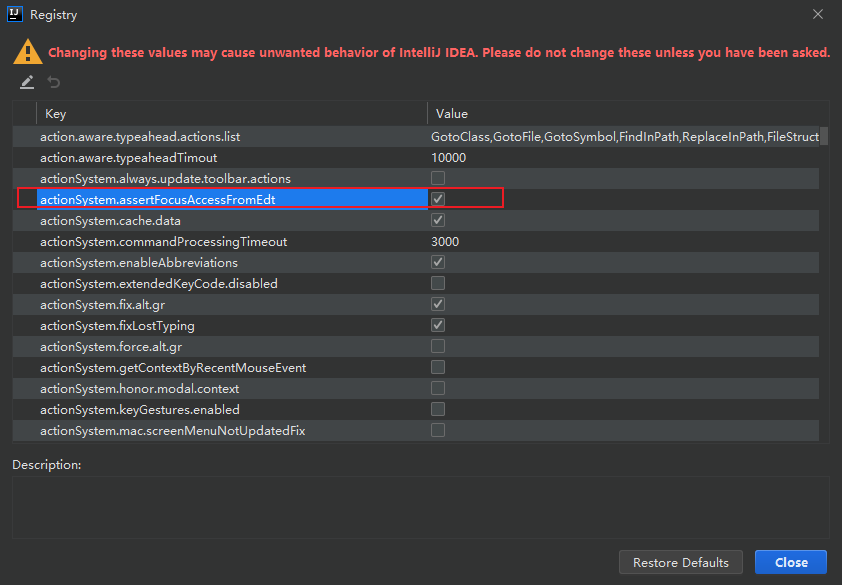 IJ Registry
Changing these values may cause unwanted behavior of IntelliJ IDEA. Please do not change these unless you have been asked.
Key Value
action.aware.typeahead.actions.list GotoClass,GotoFile,GotoSymbol,FindInPath,ReplaceInPath,FileStruct
action.aware.typeaheadTimout 10000
actionSystem.always.update.toolbar.actions
actionSystem.assertFocusAccessFromEdt
actionSystem.cache.data
actionSystem.commandProcessingTimeout 3000
actionSystem.enableAbbreviations
actionSystem.extendedKeyCode.disabled
actionSystem.fix.alt.gr
actionSystem.fixLostTyping
actionSystem.force.alt.gr
actionSystem.getContextByRecentMouseEvent
actionSystem.honor.modal.context
actionSystem.keyGestures.enabled
actionSystem.mac.screenMenuNotUpdatedFix
Description:
Restore Defaults Close